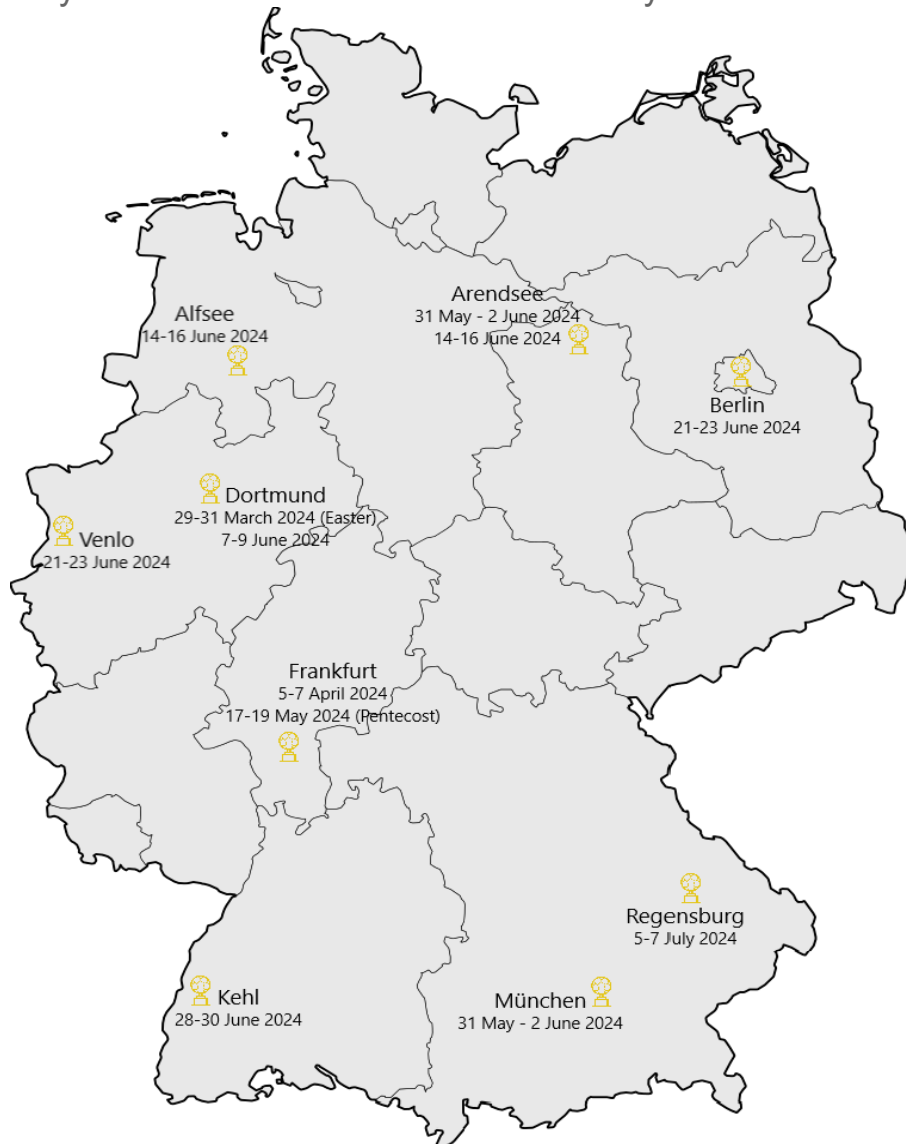 Arendsee
31 May - 2 June 2024
14-16 June 2024
Alfsee
14-16 June 2024
Berlin
21-23 June 2024
Dortmund
29-31 March 2024 (Easter)
7-9 June 2024
Venlo
21-23 June 2024
Frankfurt
5-7 April 2024
17-19 May 2024 (Pentecost)
Regensburg
5-7 July 2024
Kehl
28-30 June 2024
München
31 May - 2 June 2024